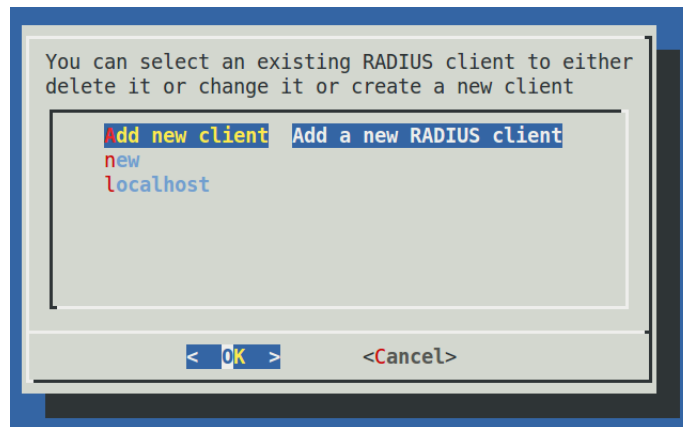 You can select an existing RADIUS client to either
delete it or change it or create a new client
Add new client Add a new RADIUS client
new
localhost
< OK > <Cancel>